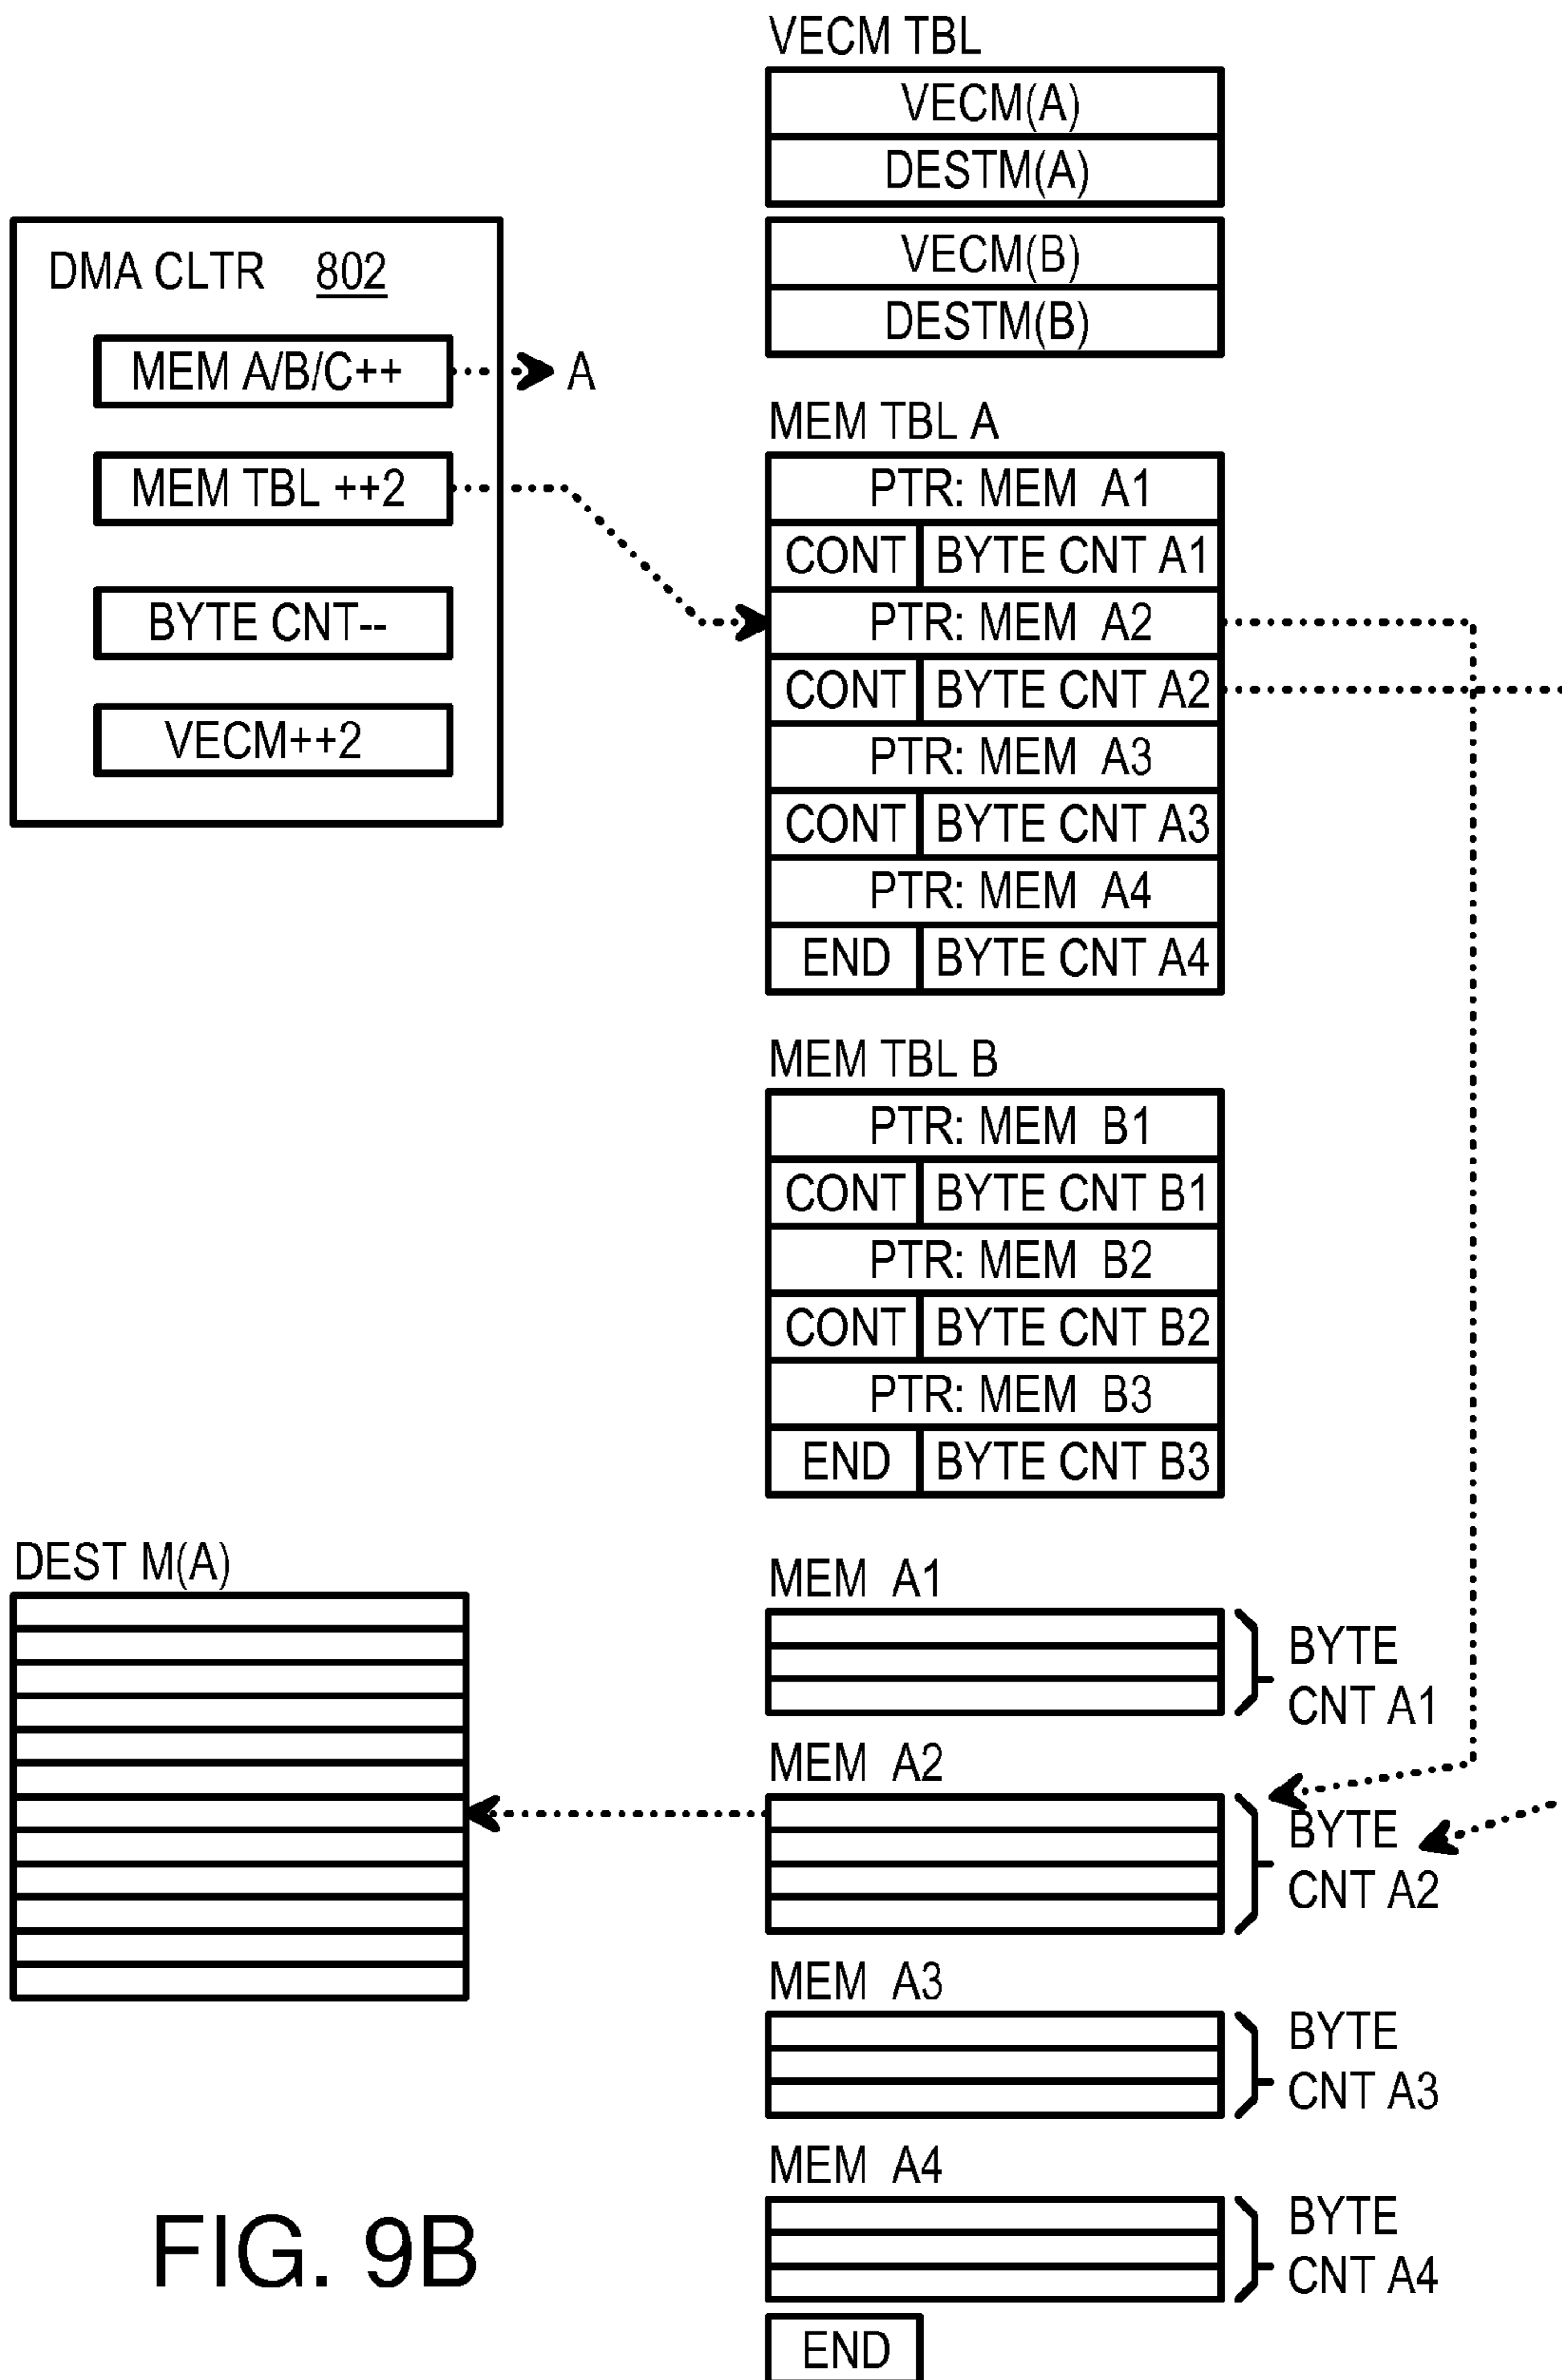 VECM TBL
VECM(A)
DESTM(A)
VECM(B)
DESTM(B)
DMA CLTR 802
MEM A/B/C++
A
MEM TBL ++2
BYTE CNT--
VECM++2
MEM TBL A
PTR: MEM A1
CONT BYTE CNT A1
PTR: MEM A2
CONT BYTE CNT A2
PTR: MEM A3
CONT BYTE CNT A3
PTR: MEM A4
END BYTE CNT A4
MEM TBL B
PTR: MEM B1
CONT BYTE CNT B1
PTR: MEM B2
CONT BYTE CNT B2
PTR: MEM B3
END BYTE CNT B3
DEST M(A)
MEM A1
BYTE
CNT A1
MEM A2
BYTE
CNT A2
MEM A3
BYTE
CNT A3
MEM A4
BYTE
CNT A4
END
FIG. 9B